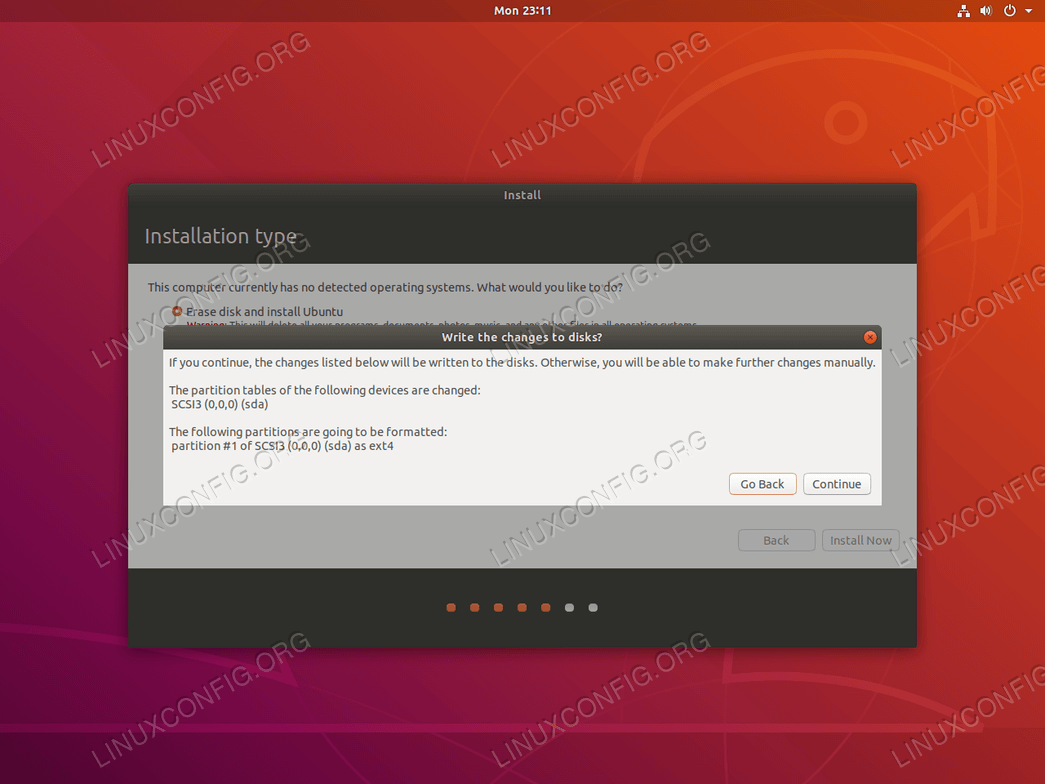 Mon 23:11
Install
Installation type
This computer currently has no detected operating systems. What would you like to do?
Erase disk and install Ubuntu
Warning: This will delete all your programs, documents, photos, music, and any other files in all operating systems.
Write the changes to disks?
If you continue, the changes listed below will be written to the disks. Otherwise, you will be able to make further changes manually.
The partition tables of the following devices are changed:
SCSI3 (0,0,0) (sda)
The following partitions are going to be formatted:
partition #1 of SCSI3 (0,0,0) (sda) as ext4
Go Back
Continue
Back
Install Now
LINUXCONFIG.ORG
LINUXCONFIG.ORG
LINUXCONFIG.ORG
LINUXCONFIG.ORG
LINUXCONFIG.ORG
LINUXCONFIG.ORG
LINUXCONFIG.ORG
LINUXCONFIG.ORG
LINUXCONFIG.ORG
LINUXCONFIG.ORG
LINUXCONFIG.ORG
LINUXCONFIG.ORG